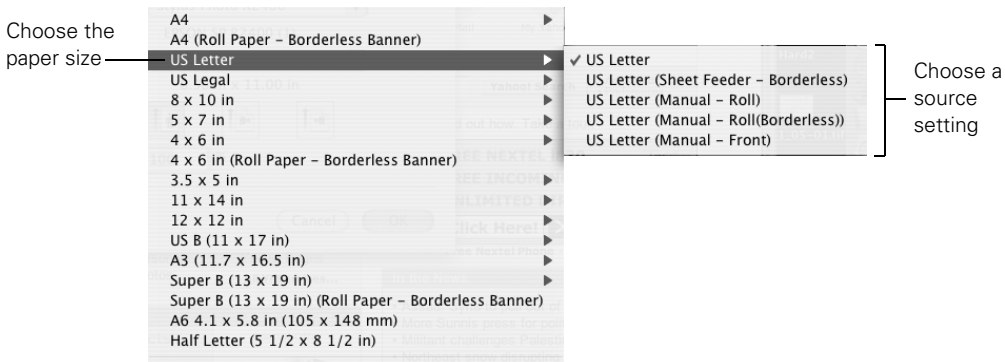 Choose the
paper size
A4
A4 (Roll Paper – Borderless Banner)
US Letter
US Legal
8 x 10 in
5 x 7 in
4 x 6 in
4 x 6 in (Roll Paper – Borderless Banner)
3.5 x 5 in
11 x 14 in
12 x 12 in
US B (11 x 17 in)
A3 (11.7 x 16.5 in)
Super B (13 x 19 in)
Super B (13 x 19 in) (Roll Paper – Borderless Banner)
A6 4.1 x 5.8 in (105 x 148 mm)
Half Letter (5 1/2 x 8 1/2 in)
✓ US Letter
US Letter (Sheet Feeder – Borderless)
US Letter (Manual – Roll)
US Letter (Manual – Roll(Borderless))
US Letter (Manual – Front)
Choose a
source
setting
Cancel
OK
Click Here!